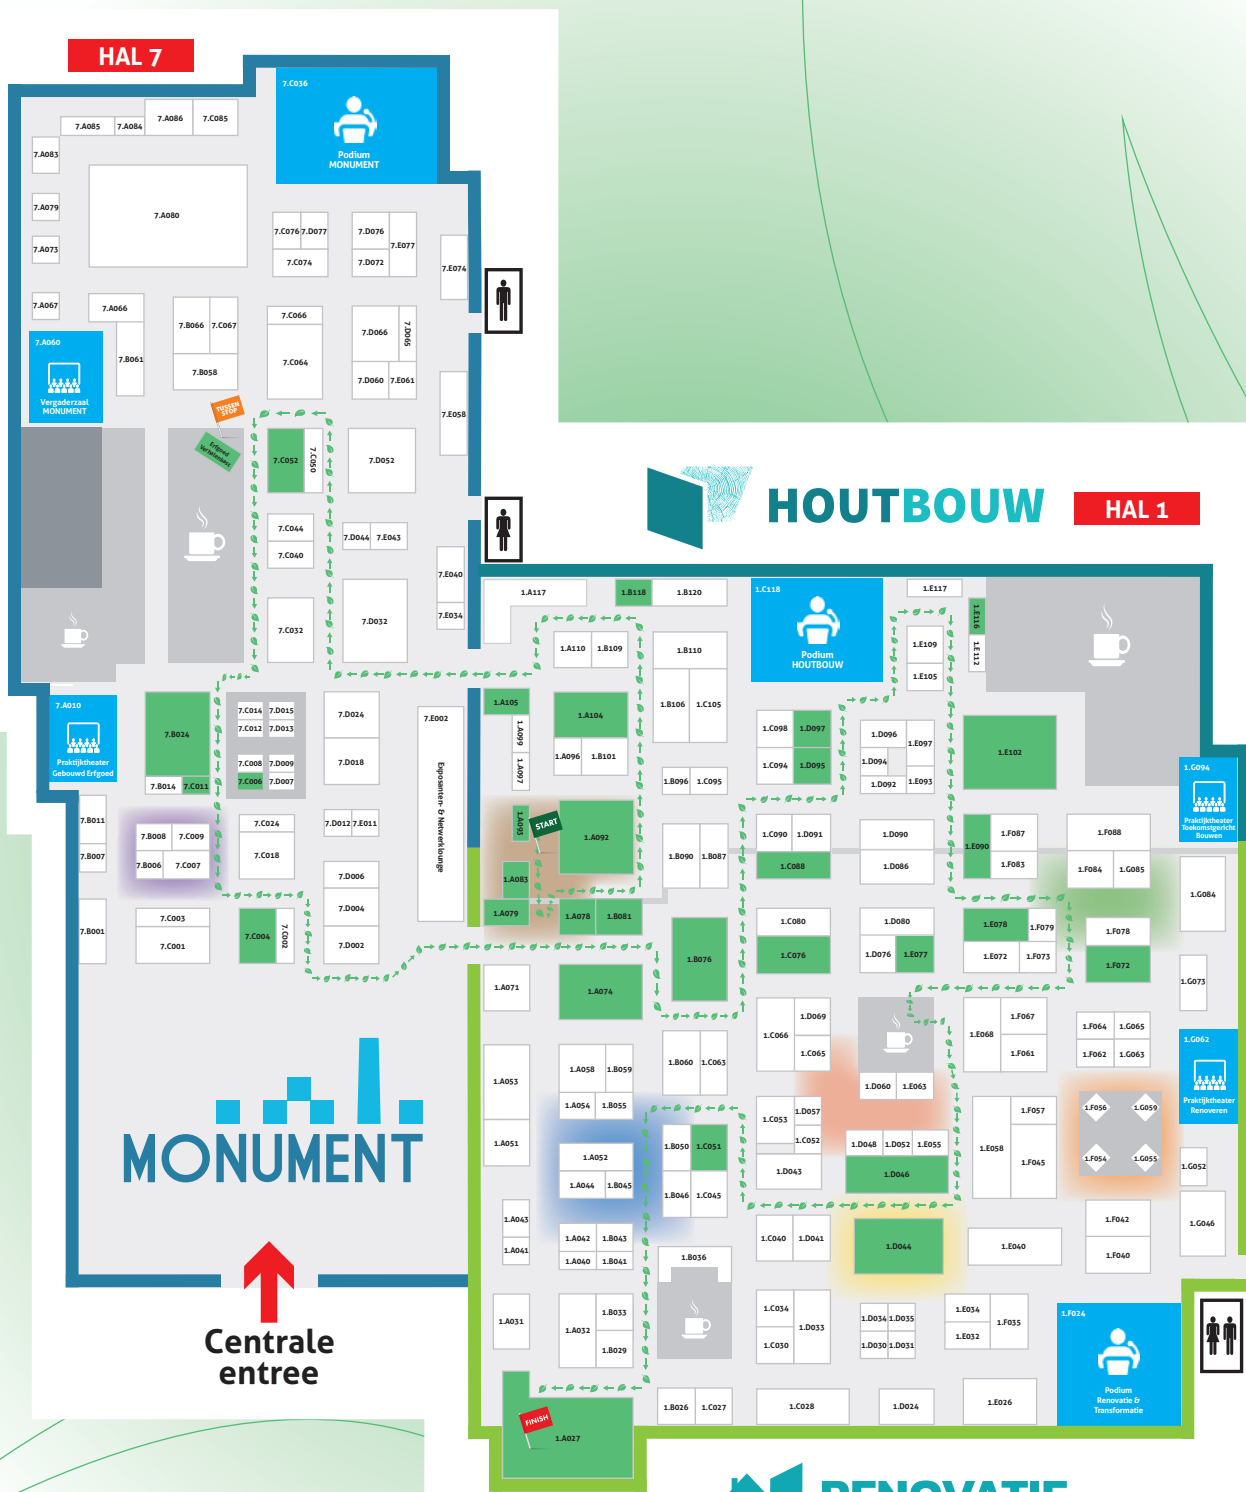 HAL 7
7.C036
Podium
MONUMENT
7.A085
7.A084
7.A086
7.C085
7.A083
7.A079
7.A073
7.A067
7.A080
7.C076
7.D077
7.C074
7.D076
7.E077
7.D072
7.E074
7.A066
7.B061
7.B066
7.C067
7.B058
7.C066
7.C064
7.D066
7.D065
7.D060
7.E061
7.E058
7.A060
Vergaderzaal
MONUMENT
TUSSEN
STOP
Erfgoed
Verhalenhuis
7.C052
7.C050
7.D052
7.C044
7.C040
7.D044
7.E043
7.E040
7.E034
7.C032
7.D032
7.A010
Praktijktheater
Gebouwd Erfgoed
7.B024
7.B014
7.C011
7.C014
7.D015
7.C012
7.D013
7.C008
7.D009
7.C006
7.D007
7.D024
7.D018
7.E002
Exposanten- & Netwerklounge
7.B011
7.B007
7.B001
7.B008
7.C009
7.B006
7.C007
7.C024
7.C018
7.D012
7.E011
7.D006
7.D004
7.D002
7.C003
7.C001
7.C004
7.C002
MONUMENT
Centrale
entree
HOUTBOUW
HAL 1
1.A117
1.B118
1.B120
1.C118
Podium
HOUTBOUW
1.E117
1.E116
1.E112
1.E109
1.E105
1.A110
1.B109
1.B110
1.B106
1.C105
1.A105
1.A099
1.A097
1.A104
1.A096
1.B101
1.B096
1.C095
1.C098
1.D097
1.C094
1.D095
1.D096
1.D094
1.E097
1.D092
1.E093
1.E102
1.G094
Praktijktheater
Toekomstgericht
Bouwen
1.A093
START
1.A092
1.A083
1.A079
1.A078
1.B081
1.B090
1.B087
1.C090
1.D091
1.C088
1.D090
1.D086
1.E090
1.F087
1.F083
1.F088
1.F084
1.G085
1.G084
1.C080
1.C076
1.D080
1.D076
1.E077
1.E078
1.F079
1.E072
1.F073
1.F078
1.F072
1.G073
1.B076
1.A071
1.A074
1.C066
1.D069
1.C065
1.D060
1.E063
1.E068
1.F067
1.F061
1.F064
1.G065
1.F062
1.G063
1.G062
Praktijktheater
Renoveren
1.A053
1.A051
1.A058
1.B059
1.A054
1.B055
1.B060
1.C063
1.A052
1.A044
1.B045
1.B050
1.C051
1.B046
1.C045
1.C053
1.D057
1.C052
1.D043
1.D048
1.D052
1.E055
1.D046
1.E058
1.F057
1.F045
1.F056
1.G059
1.F054
1.G055
1.G052
1.G046
1.A043
1.A041
1.A042
1.B043
1.A040
1.B041
1.B036
1.C040
1.D041
1.D044
1.E040
1.F042
1.F040
1.A031
1.A032
1.B033
1.B029
1.C034
1.C030
1.D033
1.D034
1.D035
1.D030
1.D031
1.E034
1.E032
1.F035
1.F024
Podium
Renovatie &
Transformatie
FINISH
1.A027
1.B026
1.C027
1.C028
1.D024
1.E026
RENOVATIE